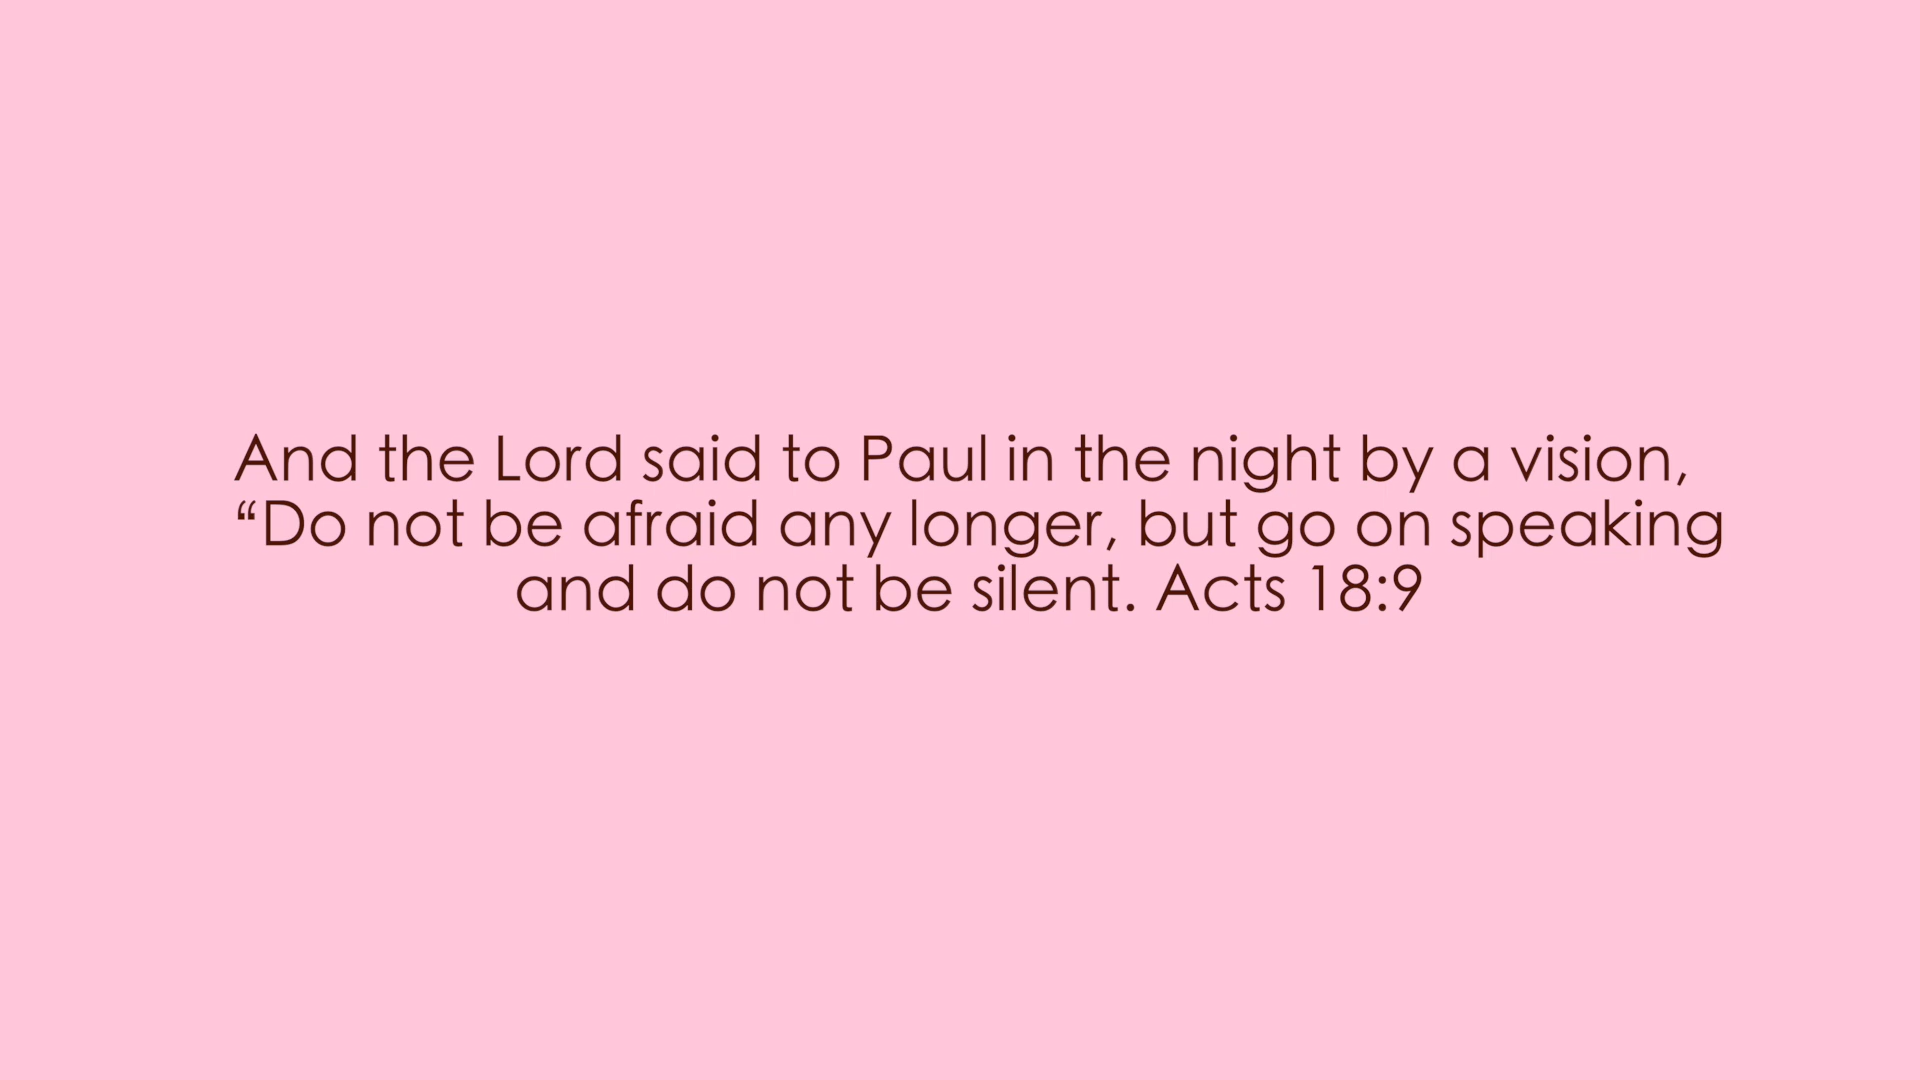 And the Lord said to Paul in the night by a vision,
“Do not be afraid any longer, but go on speaking
and do not be silent. Acts 18:9